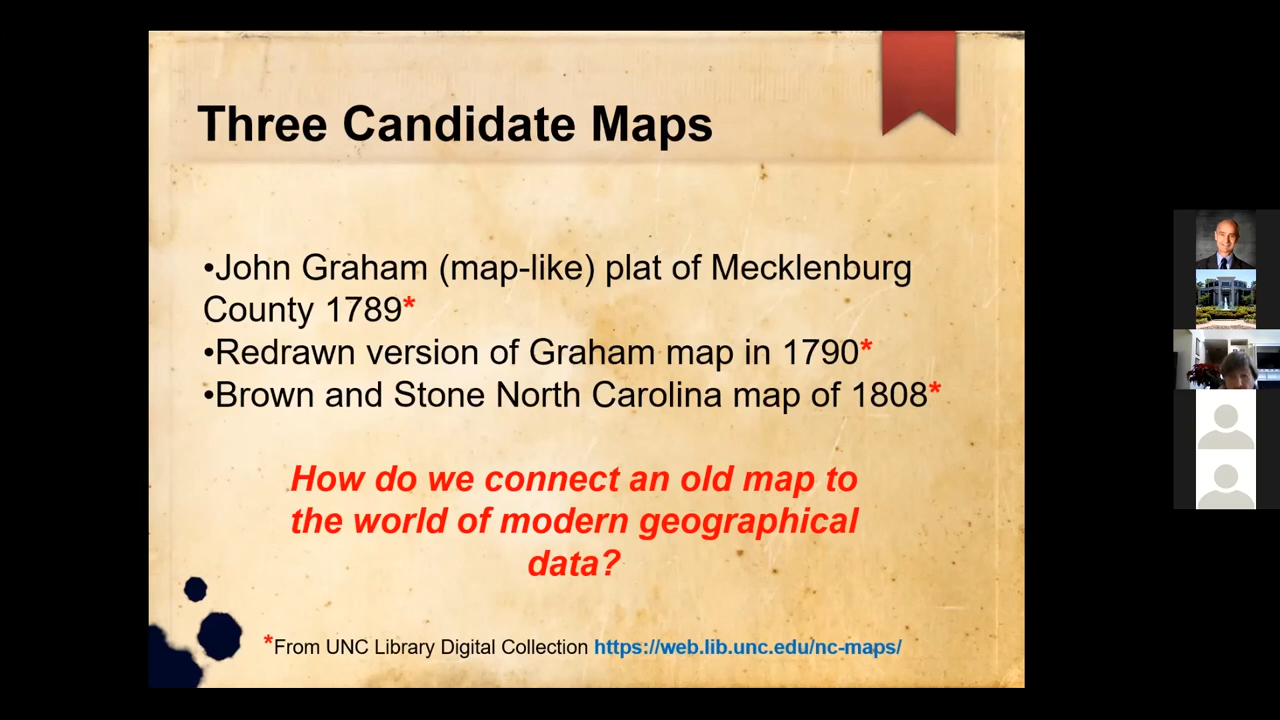 Three Candidate Maps
•John Graham (map-like) plat of Mecklenburg
County 1789*
•Redrawn version of Graham map in 1790*
•Brown and Stone North Carolina map of 1808*
How do we connect an old map to
the world of modern geographical
data?
*From UNC Library Digital Collection https://web.lib.unc.edu/nc-maps/